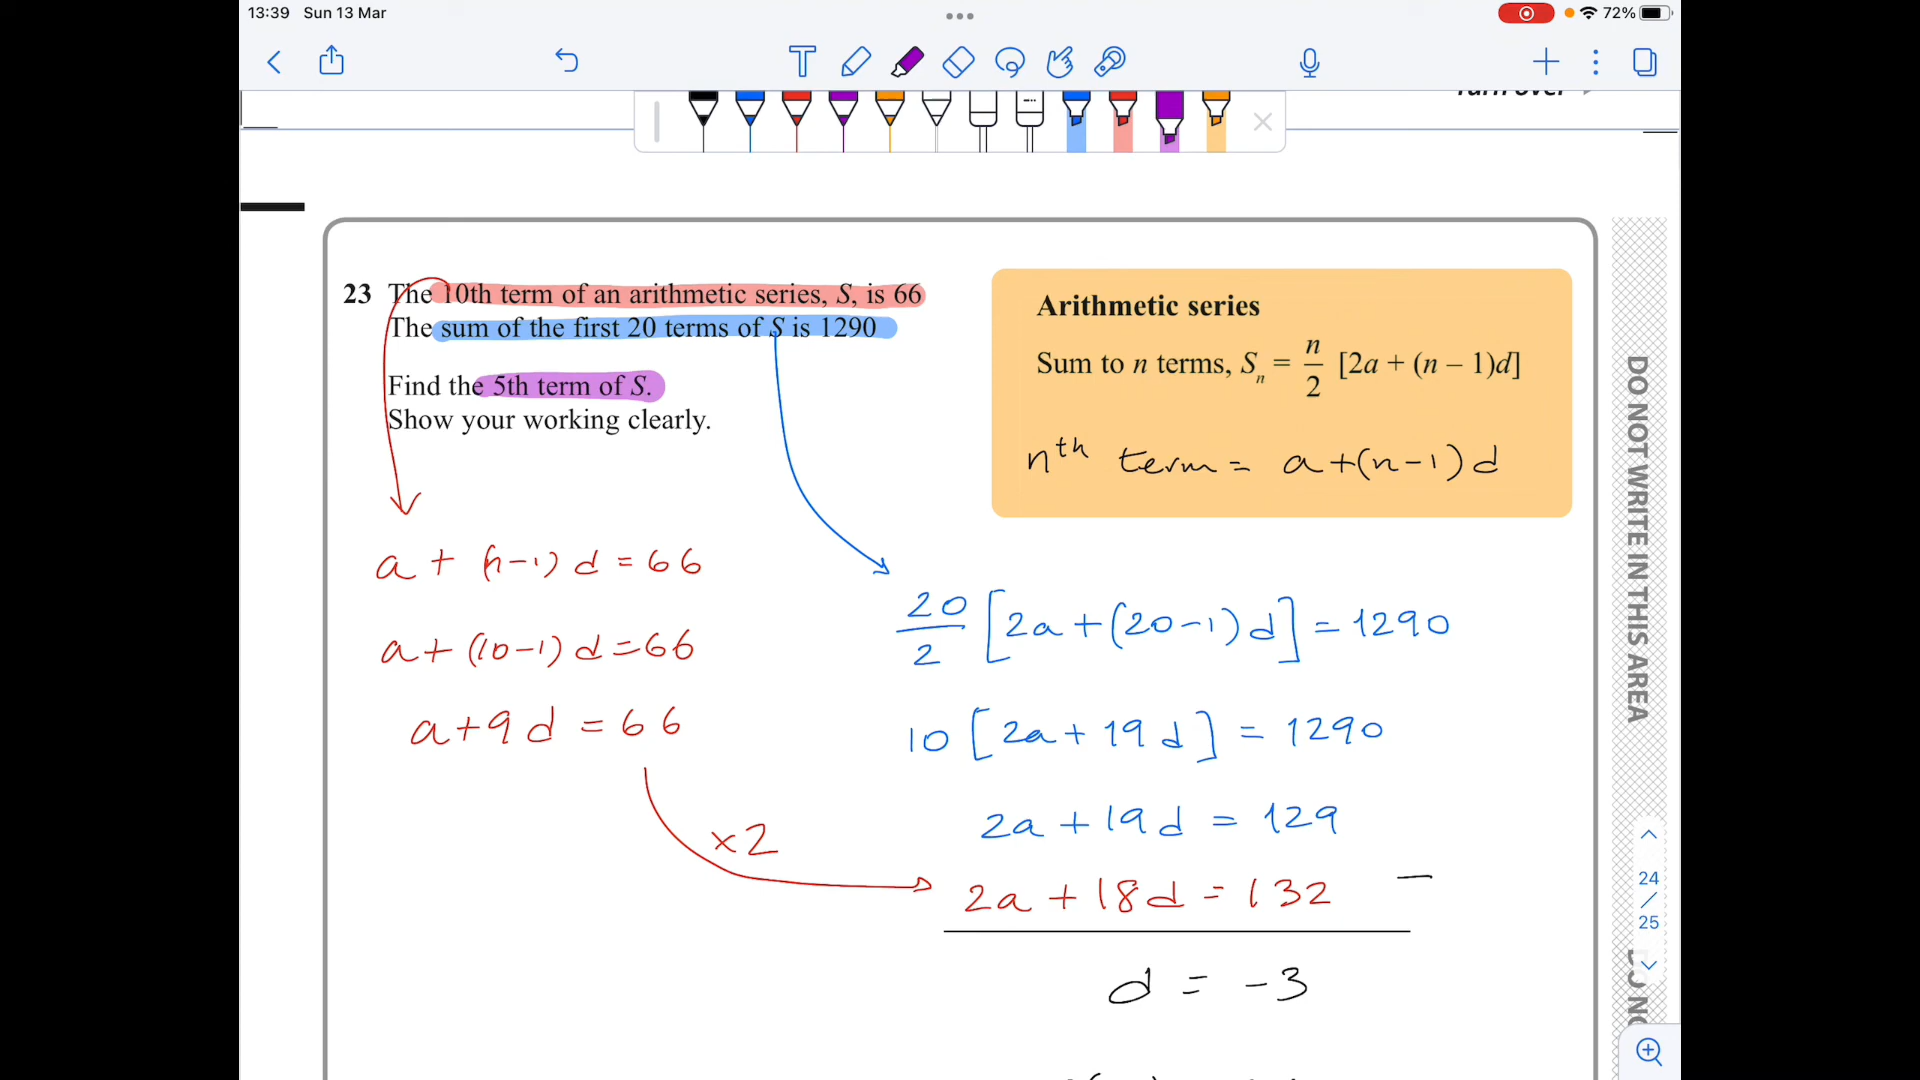 13:39 Sun 13 Mar
72%
Turn over
23 The 10th term of an arithmetic series, S, is 66
The sum of the first 20 terms of S is 1290
Find the 5th term of S.
Show your working clearly.
Arithmetic series
Sum to n terms, Sₙ = n/2 [2a + (n – 1)d]
nᵗʰ term = a+(n-1)d
a + (n-1) d = 66
a + (10-1) d = 66
a+9d = 66
x2
20/2 [2a + (20-1) d] = 1290
10 [2a + 19d] = 1290
2a + 19d = 129
2a + 18d = 132 —
d = -3
DO NOT WRITE IN THIS AREA
24
/
25